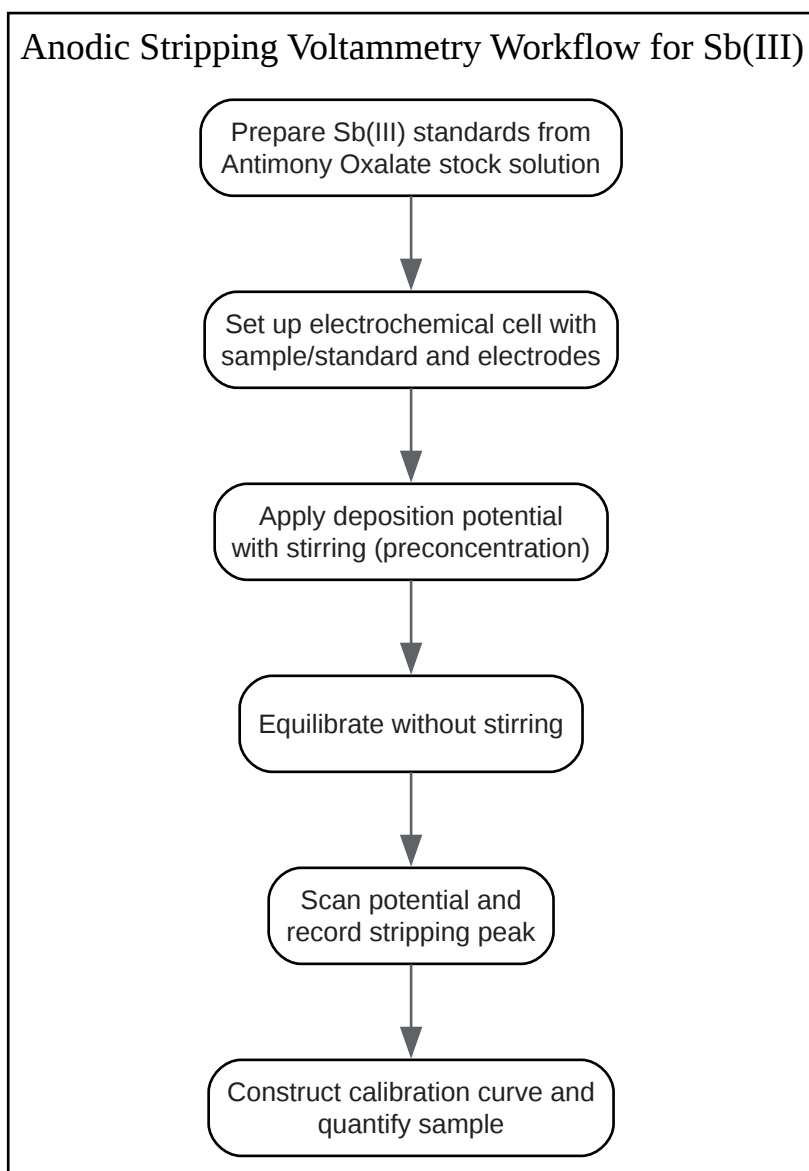 Anodic Stripping Voltammetry Workflow for Sb(III)
Prepare Sb(III) standards from
Antimony Oxalate stock solution
Set up electrochemical cell with
sample/standard and electrodes
Apply deposition potential
with stirring (preconcentration)
Equilibrate without stirring
Scan potential and
record stripping peak
Construct calibration curve and
quantify sample